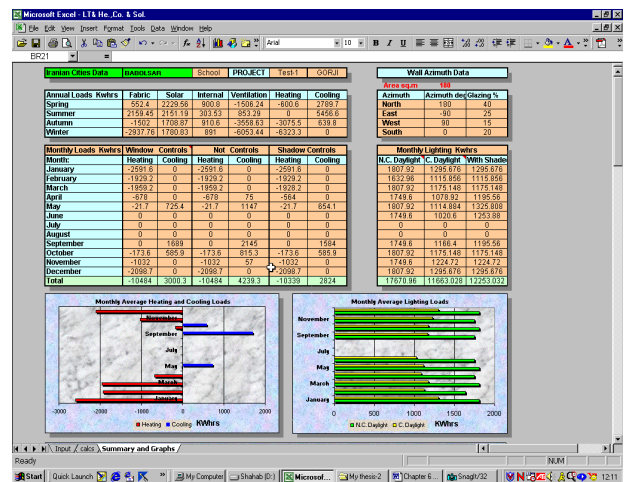 Microsoft Excel - LT& He.,Co. & Sol.
File Edit View Insert Format Tools Data Window Help
Arial 10 B I U
BR21 =
Iranian Cities Data BABOLSAR School PROJECT Test-1 GORJI
Wall Azimuth Data
Area sq.m 180
Annual Loads Kwhrs Fabric Solar Internal Ventilation Heating Cooling
Azimuth Azimuth deg Glazing %
Spring 552.4 2229.56 900.8 -1506.24 -600.6 2789.7
North 180 40
Summer 2159.45 2151.19 303.53 853.29 0 5456.6
East -90 25
Autumn -1502 1708.87 910.6 -3558.63 -3075.5 639.8
West 90 15
Winter -2937.76 1780.83 891 -6053.44 -6323.3 0
South 0 20
Monthly Loads Kwhrs Window Controls Not Controls Shadow Controls
Monthly Lighting Kwhrs
Month: Heating Cooling Heating Cooling Heating Cooling
N.C. Daylight C. Daylight With Shade
January -2591.6 0 -2591.6 0 -2591.6 0
1807.92 1295.676 1295.676
February -1929.2 0 -1929.2 0 -1929.2 0
1632.96 1115.856 1115.856
March -1959.2 0 -1959.2 0 -1928.2 0
1807.92 1175.148 1175.148
April -678 0 -678 75 -564 0
1749.6 1078.92 1195.56
May -21.7 725.4 -21.7 1147 -21.7 654.1
1807.92 1114.884 1325.808
June 0 0 0 0 0 0
1749.6 1020.6 1253.88
July 0 0 0 0 0 0
0 0 0
August 0 0 0 0 0 0
0 0 0
September 0 1689 0 2145 0 1584
1749.6 1166.4 1195.56
October -173.6 585.9 -173.6 815.3 -173.6 585.9
1807.92 1175.148 1175.148
November -1032 0 -1032 57 -1032 0
1749.6 1224.72 1224.72
December -2098.7 0 -2098.7 0 -2098.7 0
1807.92 1295.676 1295.676
Total -10484 3000.3 -10484 4239.3 -10339 2824
17670.96 11663.028 12253.032
Monthly Average Heating and Cooling Loads
November
September
July
May
March
January
-3000 -2000 -1000 0 1000 2000
Heating Cooling KWhrs
Monthly Average Lighting Loads
November
September
July
May
March
January
0 500 1000 1500 2000
N.C. Daylight C. Daylight KWhrs
Input / calcs Summary and Graphs
Ready NUM
Start Quick Launch My Computer Shahab (D:) Microsof... My thesis-2 Chapter 6 ... SnagIt/32 12:11